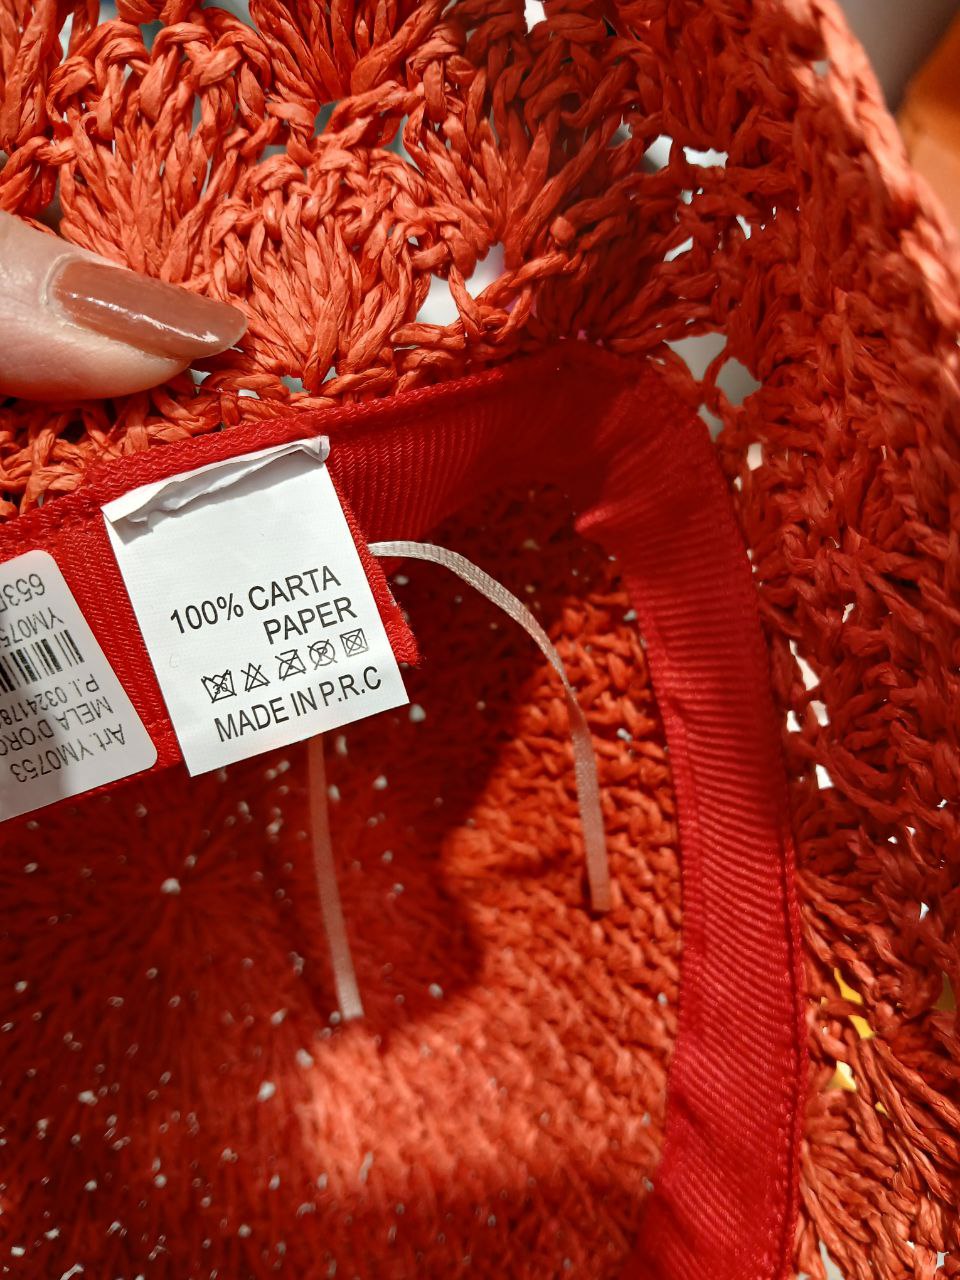 100% CARTA
PAPER
MADE IN P.R.C
Art. YM0753
MELA D'ORO
P.I. 0324178
YM075
653